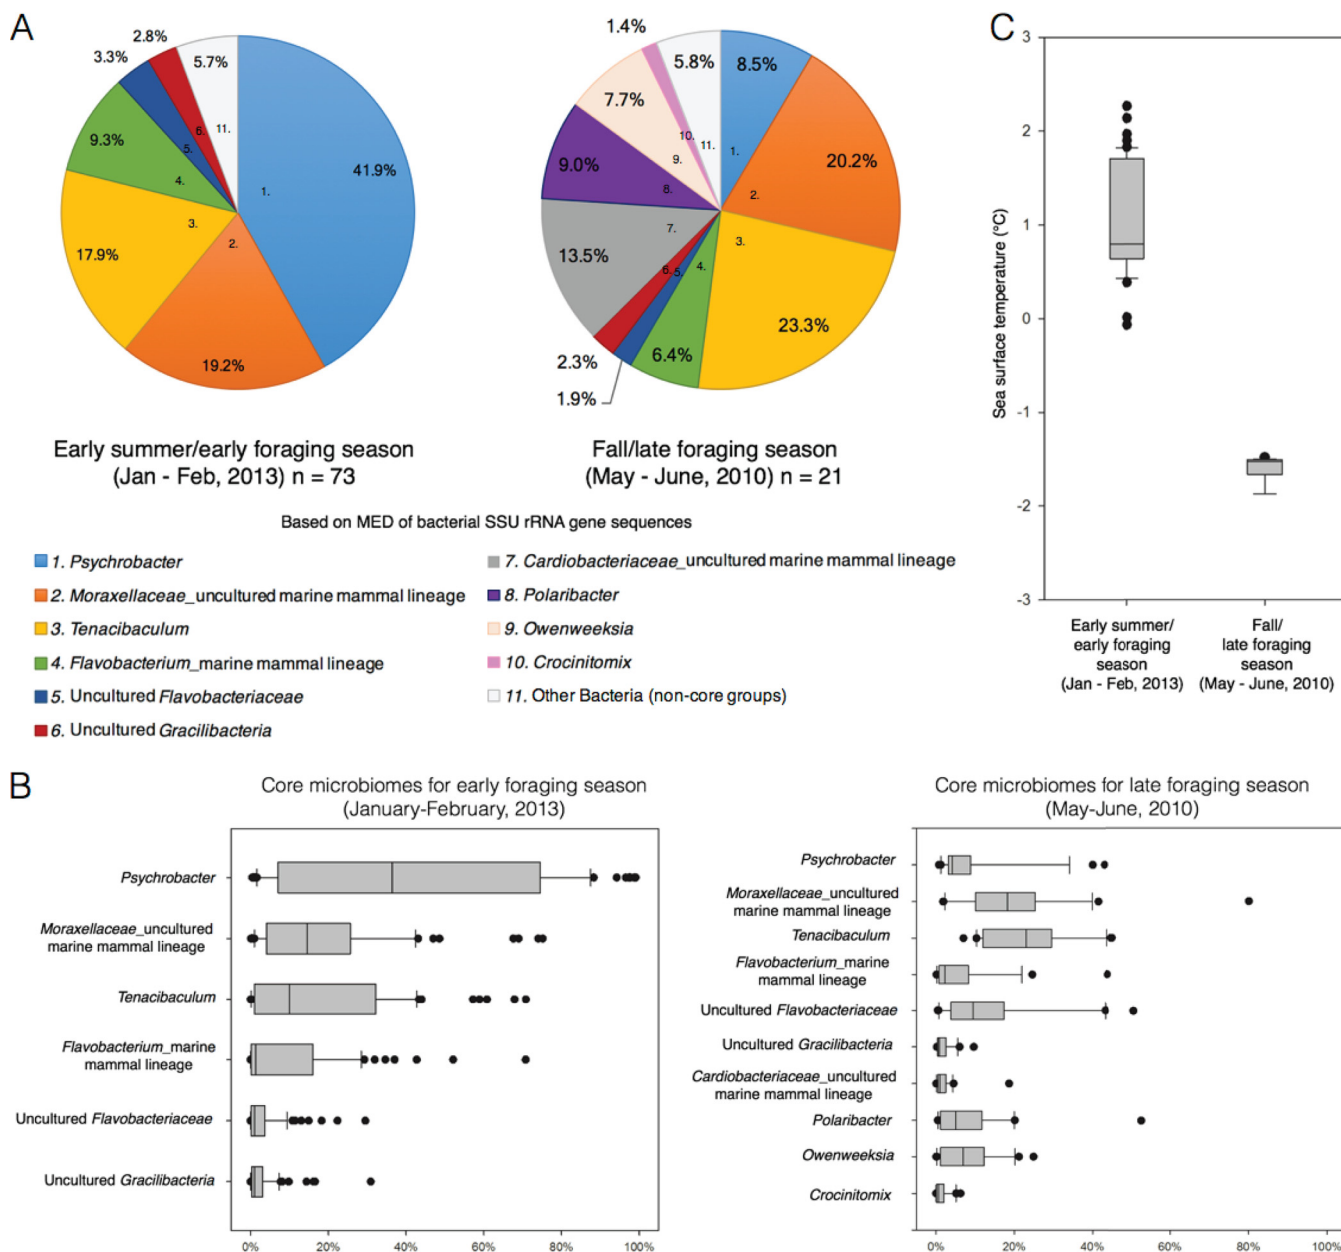 A
2.8%
3.3%
5.7%
9.3%
41.9%
17.9%
19.2%
1.
2.
3.
4.
5.
6.
11.
Early summer/early foraging season
(Jan - Feb, 2013) n = 73
1.4%
5.8%
8.5%
7.7%
20.2%
9.0%
13.5%
23.3%
2.3%
6.4%
1.9%
1.
2.
3.
4.
5.
6.
7.
8.
9.
10.
11.
Fall/late foraging season
(May - June, 2010) n = 21
Based on MED of bacterial SSU rRNA gene sequences
1. Psychrobacter
2. Moraxellaceae_uncultured marine mammal lineage
3. Tenacibaculum
4. Flavobacterium_marine mammal lineage
5. Uncultured Flavobacteriaceae
6. Uncultured Gracilibacteria
7. Cardiobacteriaceae_uncultured marine mammal lineage
8. Polaribacter
9. Owenweeksia
10. Crocinitomix
11. Other Bacteria (non-core groups)
C
Sea surface temperature (°C)
3
2
1
0
-1
-2
-3
Early summer/
early foraging
season
(Jan - Feb, 2013)
Fall/
late foraging
season
(May - June, 2010)
B
Core microbiomes for early foraging season
(January-February, 2013)
Psychrobacter
Moraxellaceae_uncultured
marine mammal lineage
Tenacibaculum
Flavobacterium_marine
mammal lineage
Uncultured Flavobacteriaceae
Uncultured Gracilibacteria
0% 20% 40% 60% 80% 100%
Core microbiomes for late foraging season
(May-June, 2010)
Psychrobacter
Moraxellaceae_uncultured
marine mammal lineage
Tenacibaculum
Flavobacterium_marine
mammal lineage
Uncultured Flavobacteriaceae
Uncultured Gracilibacteria
Cardiobacteriaceae_uncultured
marine mammal lineage
Polaribacter
Owenweeksia
Crocinitomix
0% 20% 40% 60% 80% 100%